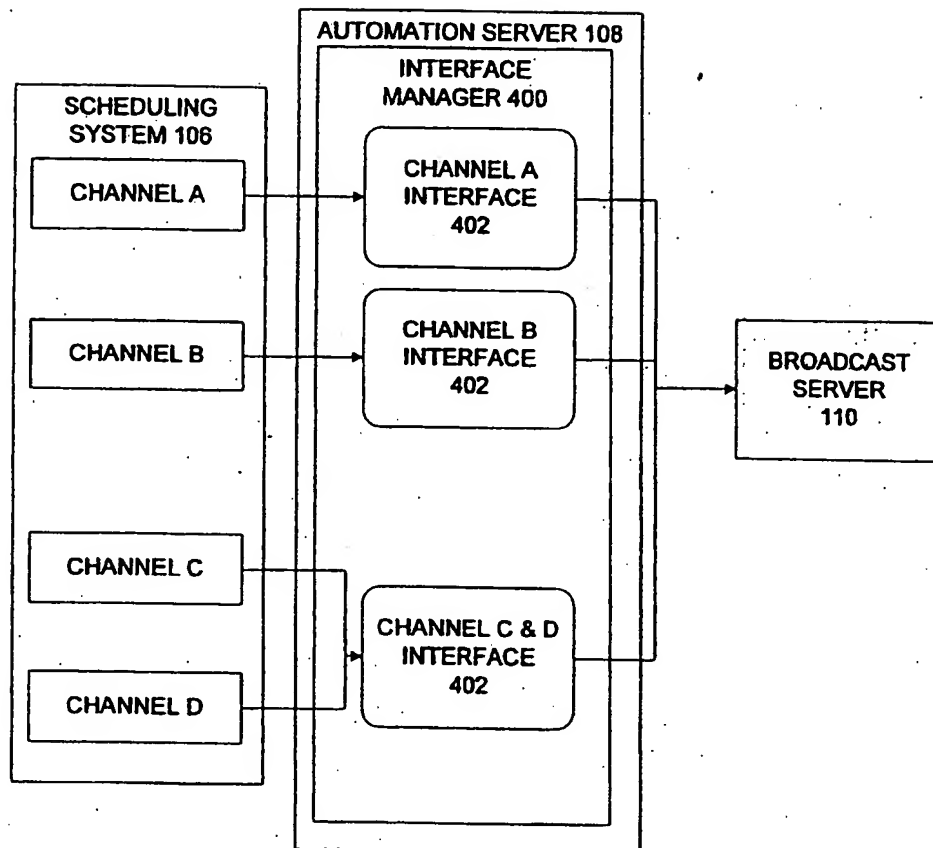 AUTOMATION SERVER 108
INTERFACE
MANAGER 400
SCHEDULING
SYSTEM 106
CHANNEL A
CHANNEL A
INTERFACE
402
CHANNEL B
CHANNEL B
INTERFACE
402
BROADCAST
SERVER
110
CHANNEL C
CHANNEL C & D
INTERFACE
402
CHANNEL D